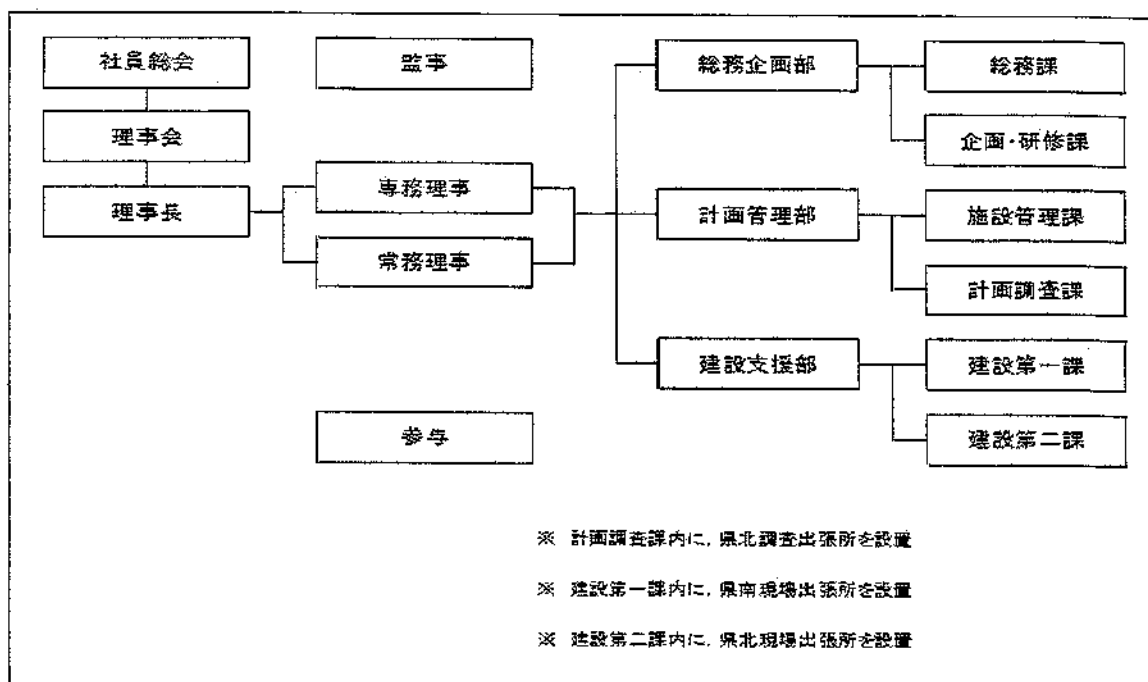 社員総会
監事
総務企画部
総務課
理事会
企画・研修課
理事長
専務理事
常務理事
計画管理部
施設管理課
計画調査課
建設支援部
建設第一課
参与
建設第二課
※ 計画調査課内に，県北調査出張所を設置
※ 建設第一課内に，県南現場出張所を設置
※ 建設第二課内に，県北現場出張所を設置